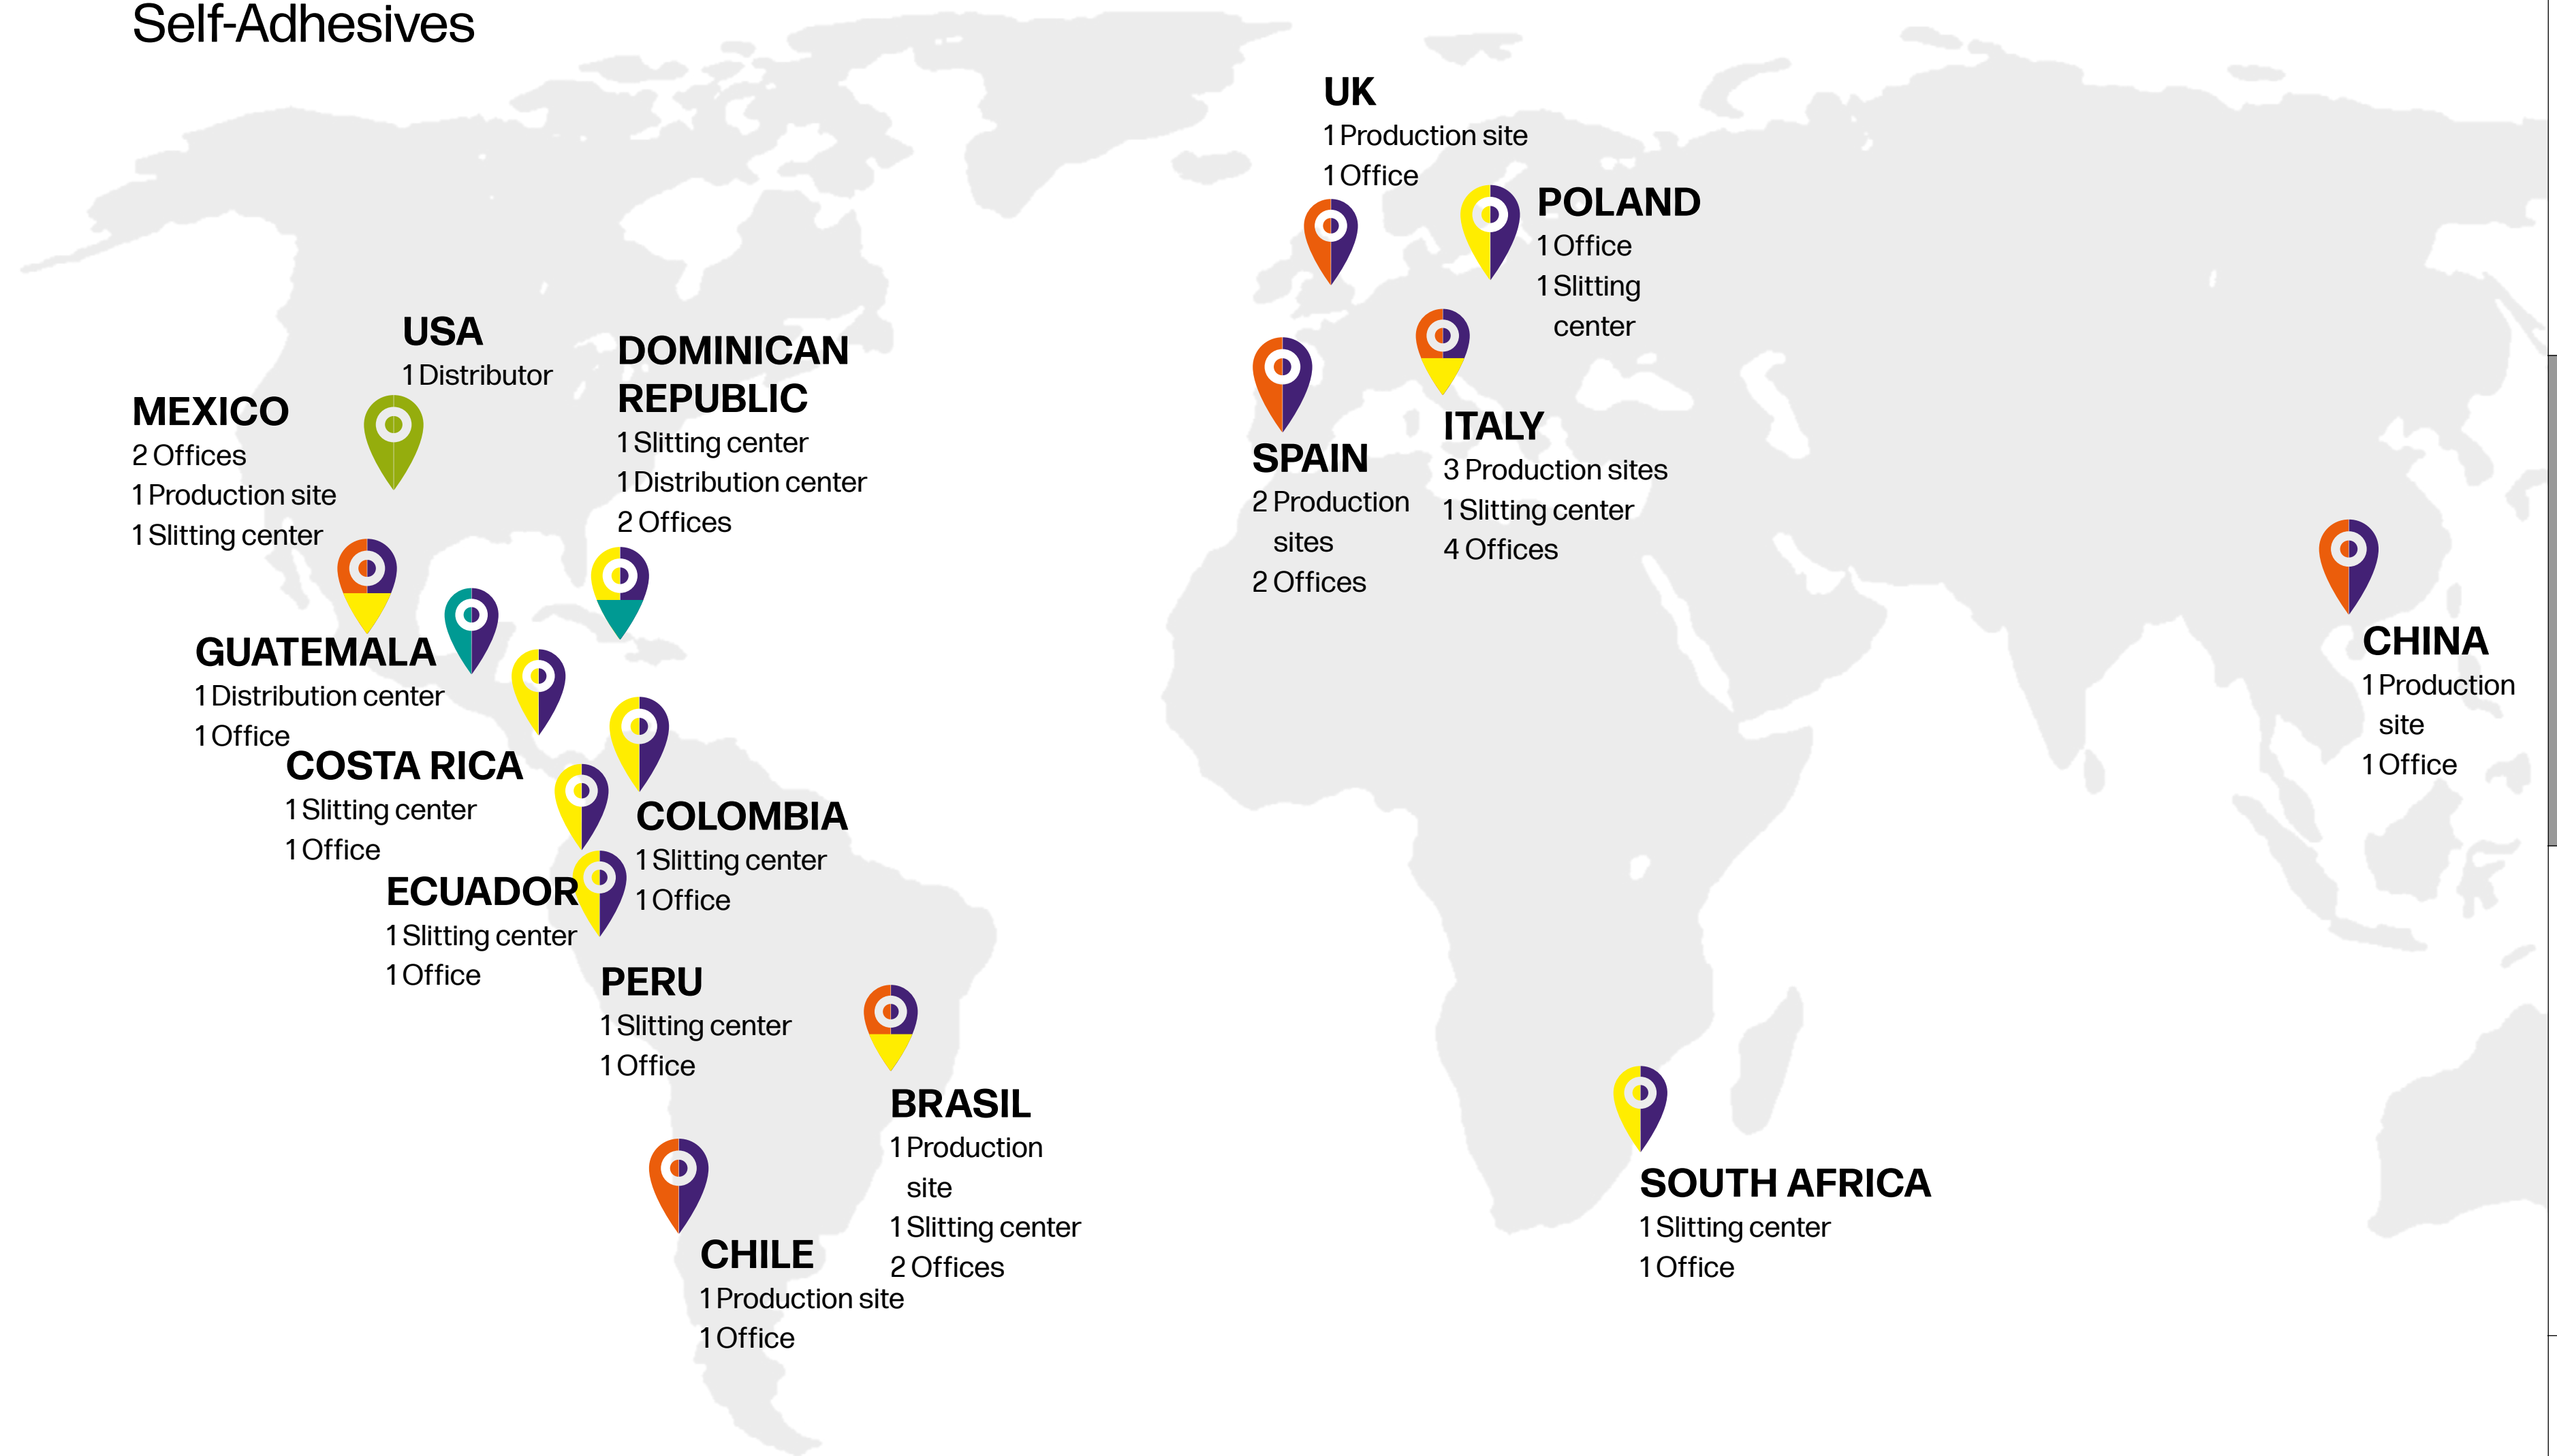 Self-Adhesives
UK
1 Production site
1 Office
POLAND
1 Office
1 Slitting
center
USA
1 Distributor
DOMINICAN
REPUBLIC
1 Slitting center
1 Distribution center
2 Offices
MEXICO
2 Offices
1 Production site
1 Slitting center
ITALY
3 Production sites
1 Slitting center
4 Offices
SPAIN
2 Production
sites
2 Offices
CHINA
1 Production
site
1 Office
GUATEMALA
1 Distribution center
1 Office
COSTA RICA
1 Slitting center
1 Office
COLOMBIA
1 Slitting center
1 Office
ECUADOR
1 Slitting center
1 Office
PERU
1 Slitting center
1 Office
BRASIL
1 Production
site
1 Slitting center
2 Offices
SOUTH AFRICA
1 Slitting center
1 Office
CHILE
1 Production site
1 Office